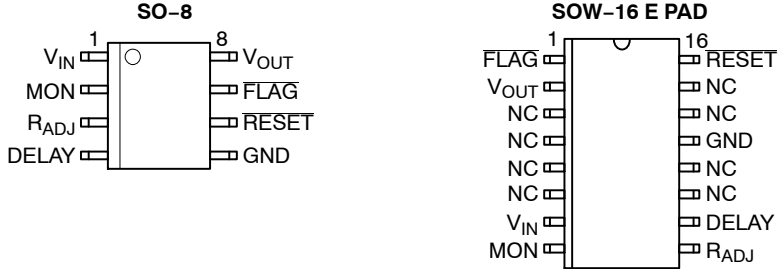 SO–8 SOW–16 E PAD
1 8 1 16
V_IN V_OUT FLAG RESET
MON FLAG V_OUT NC
R_ADJ RESET NC NC
DELAY GND NC GND
NC NC
NC NC
V_IN DELAY
MON R_ADJ